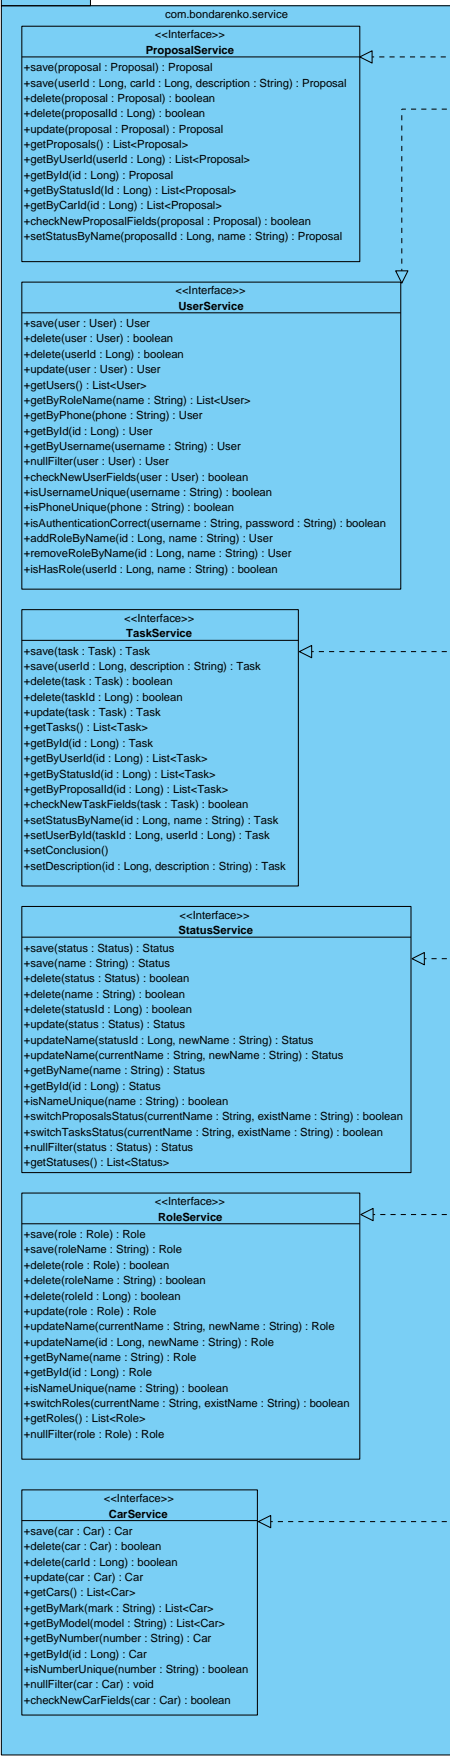 com.bondarenko.service
<<Interface>>
ProposalService
+save(proposal : Proposal) : Proposal
+save(userId : Long, carId : Long, description : String) : Proposal
+delete(proposal : Proposal) : boolean
+delete(proposalId : Long) : boolean
+update(proposal : Proposal) : Proposal
+getProposals() : List<Proposal>
+getByUserId(userId : Long) : List<Proposal>
+getById(id : Long) : Proposal
+getByStatusId(Id : Long) : List<Proposal>
+getByCarId(id : Long) : List<Proposal>
+checkNewProposalFields(proposal : Proposal) : boolean
+setStatusByName(proposalId : Long, name : String) : Proposal
<<Interface>>
UserService
+save(user : User) : User
+delete(user : User) : boolean
+delete(userId : Long) : boolean
+update(user : User) : User
+getUsers() : List<User>
+getByRoleName(name : String) : List<User>
+getByPhone(phone : String) : User
+getById(id : Long) : User
+getByUsername(username : String) : User
+nullFilter(user : User) : User
+checkNewUserFields(user : User) : boolean
+isUsernameUnique(username : String) : boolean
+isPhoneUnique(phone : String) : boolean
+isAuthenticationCorrect(username : String, password : String) : boolean
+addRoleByName(id : Long, name : String) : User
+removeRoleByName(id : Long, name : String) : User
+isHasRole(userId : Long, name : String) : boolean
<<Interface>>
TaskService
+save(task : Task) : Task
+save(userId : Long, description : String) : Task
+delete(task : Task) : boolean
+delete(taskId : Long) : boolean
+update(task : Task) : Task
+getTasks() : List<Task>
+getById(id : Long) : Task
+getByUserId(id : Long) : List<Task>
+getByStatusId(id : Long) : List<Task>
+getByProposalId(id : Long) : List<Task>
+checkNewTaskFields(task : Task) : boolean
+setStatusByName(id : Long, name : String) : Task
+setUserById(taskId : Long, userId : Long) : Task
+setConclusion()
+setDescription(id : Long, description : String) : Task
<<Interface>>
StatusService
+save(status : Status) : Status
+save(name : String) : Status
+delete(status : Status) : boolean
+delete(name : String) : boolean
+delete(statusId : Long) : boolean
+update(status : Status) : Status
+updateName(statusId : Long, newName : String) : Status
+updateName(currentName : String, newName : String) : Status
+getByName(name : String) : Status
+getById(id : Long) : Status
+isNameUnique(name : String) : boolean
+switchProposalsStatus(currentName : String, existName : String) : boolean
+switchTasksStatus(currentName : String, existName : String) : boolean
+nullFilter(status : Status) : Status
+getStatuses() : List<Status>
<<Interface>>
RoleService
+save(role : Role) : Role
+save(roleName : String) : Role
+delete(role : Role) : boolean
+delete(roleName : String) : boolean
+delete(roleId : Long) : boolean
+update(role : Role) : Role
+updateName(currentName : String, newName : String) : Role
+updateName(id : Long, newName : String) : Role
+getByName(name : String) : Role
+getById(id : Long) : Role
+isNameUnique(name : String) : boolean
+switchRoles(currentName : String, existName : String) : boolean
+getRoles() : List<Role>
+nullFilter(role : Role) : Role
<<Interface>>
CarService
+save(car : Car) : Car
+delete(car : Car) : boolean
+delete(carId : Long) : boolean
+update(car : Car) : Car
+getCars() : List<Car>
+getByMark(mark : String) : List<Car>
+getByModel(model : String) : List<Car>
+getByNumber(number : String) : Car
+getById(id : Long) : Car
+isNumberUnique(number : String) : boolean
+nullFilter(car : Car) : void
+checkNewCarFields(car : Car) : boolean